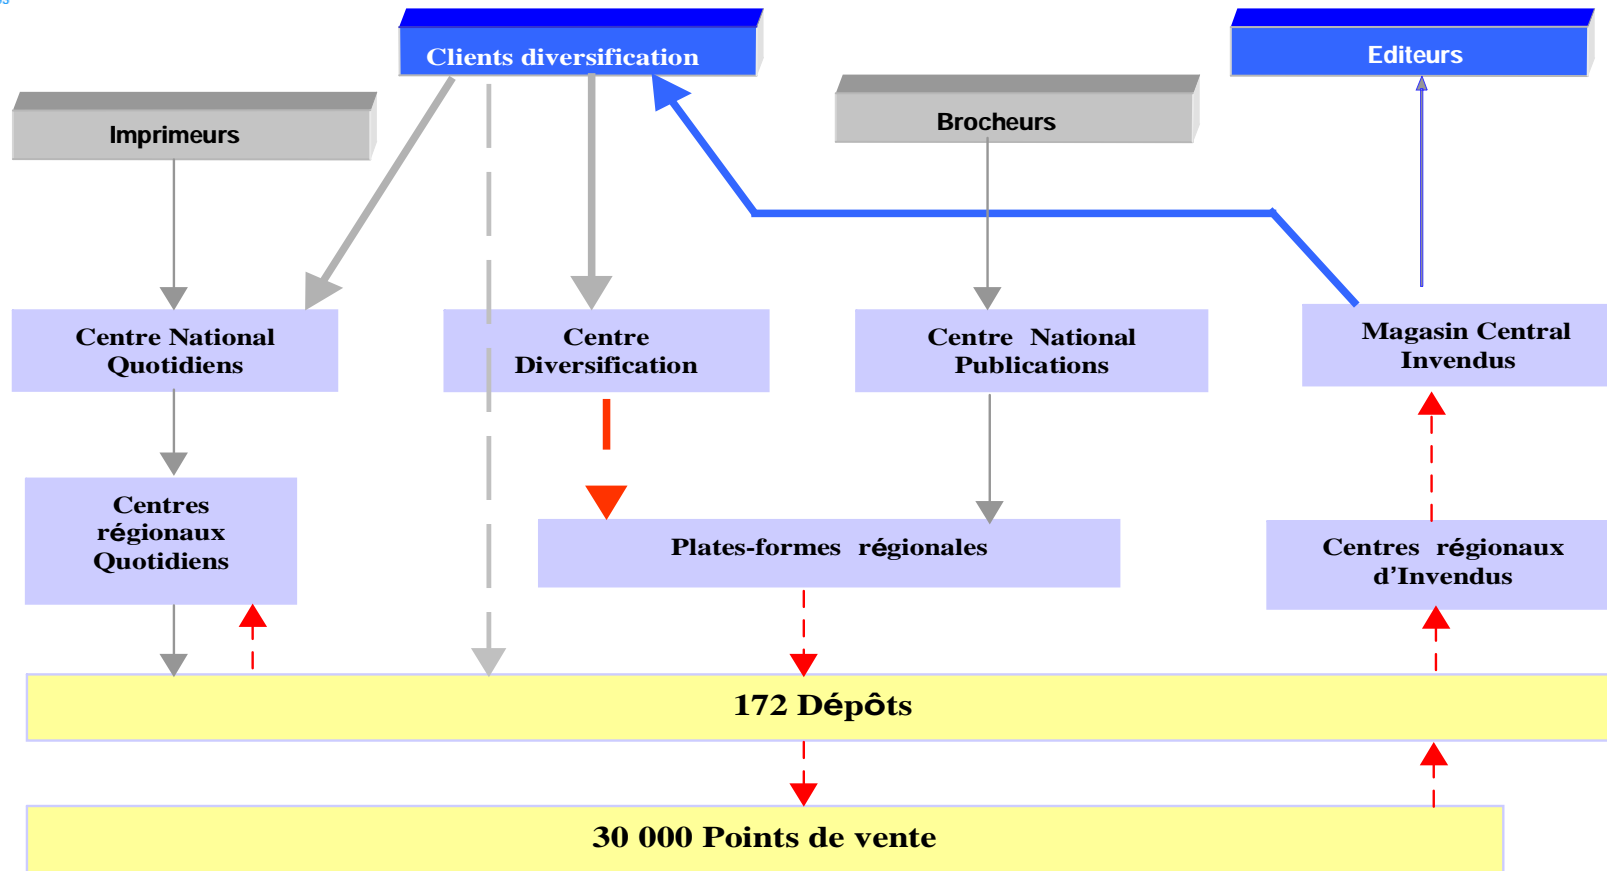 Clients diversification
Editeurs
Imprimeurs
Brocheurs
Centre National
Quotidiens
Centre
Diversification
Centre National
Publications
Magasin Central
Invendus
Centres
régionaux
Quotidiens
Plates-formes régionales
Centres régionaux
d’Invendus
172 Dépôts
30 000 Points de vente